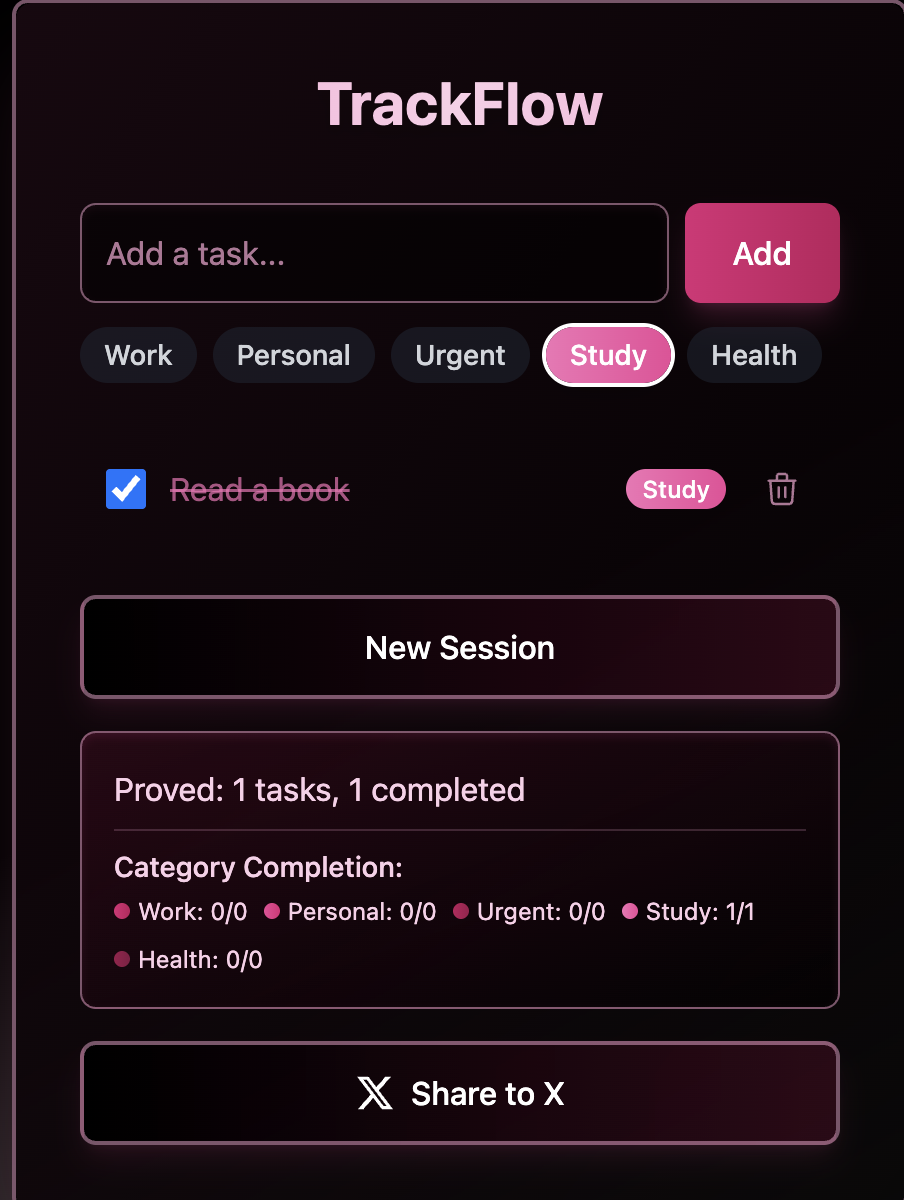 TrackFlow
Add a task...
Add
Work Personal Urgent Study Health
Read a book
Study
New Session
Proved: 1 tasks, 1 completed
Category Completion:
Work: 0/0 Personal: 0/0 Urgent: 0/0 Study: 1/1
Health: 0/0
Share to X